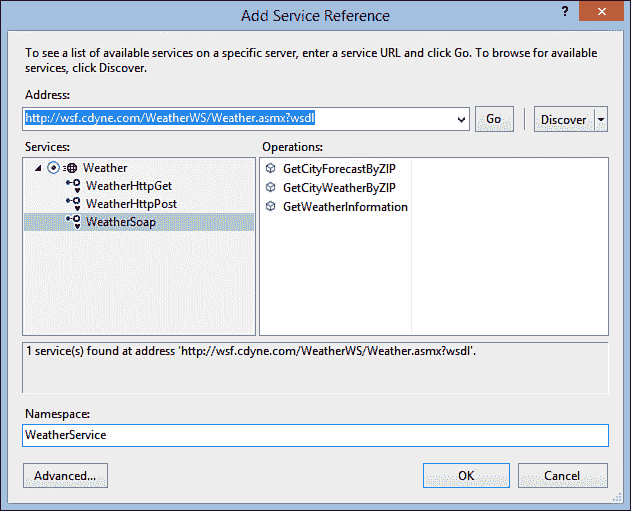 Add Service Reference
?
To see a list of available services on a specific server, enter a service URL and click Go. To browse for available
services, click Discover.
Address:
http://wsf.cdyne.com/WeatherWS/Weather.asmx?wsdl
Go
Discover
Services:
Operations:
Weather
WeatherHttpGet
WeatherHttpPost
WeatherSoap
GetCityForecastByZIP
GetCityWeatherByZIP
GetWeatherInformation
1 service(s) found at address 'http://wsf.cdyne.com/WeatherWS/Weather.asmx?wsdl'.
Namespace:
WeatherService
Advanced...
OK
Cancel